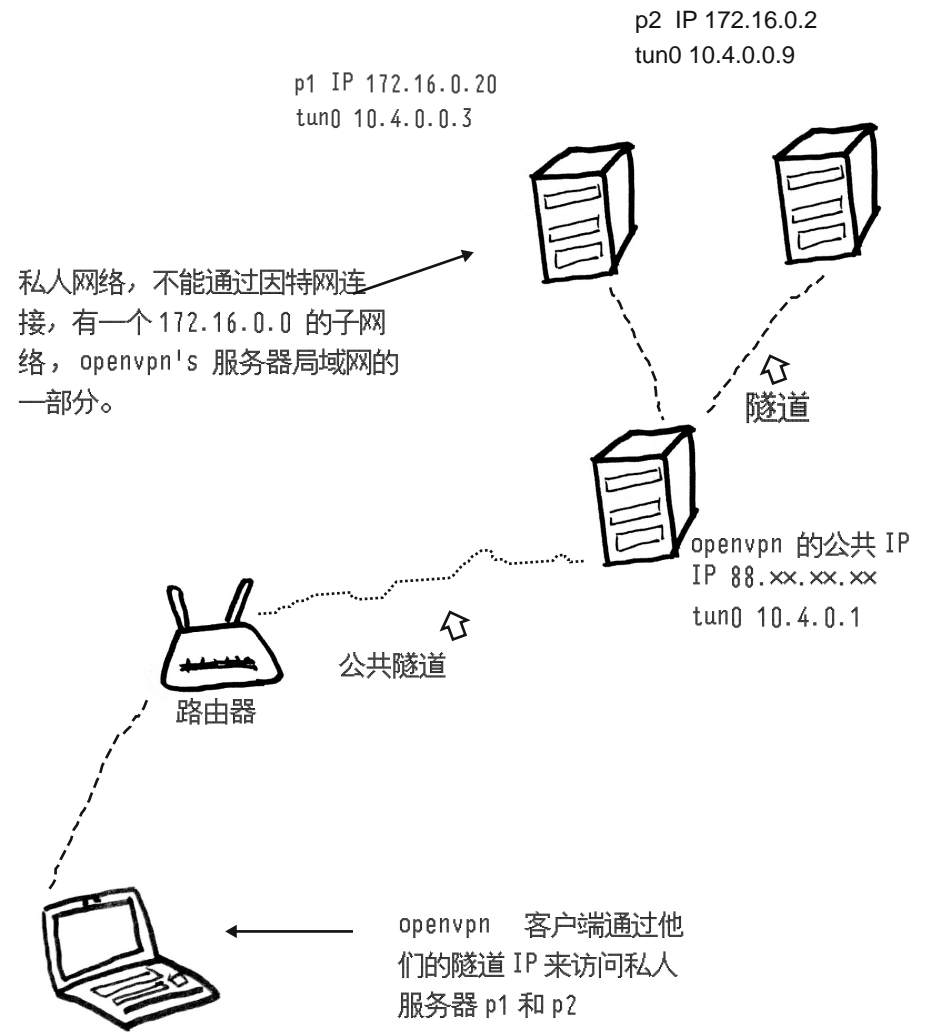 p2 IP 172.16.0.2
tun0 10.4.0.0.9
p1 IP 172.16.0.20
tun0 10.4.0.0.3
私人网络，不能通过因特网连
接，有一个172.16.0.0 的子网
络，openvpn's 服务器局域网的
一部分。
隧道
openvpn 的公共 IP
IP 88.xx.xx.xx
tun0 10.4.0.1
公共隧道
路由器
openvpn 客户端通过他
们的隧道 IP 来访问私人
服务器 p1 和 p2